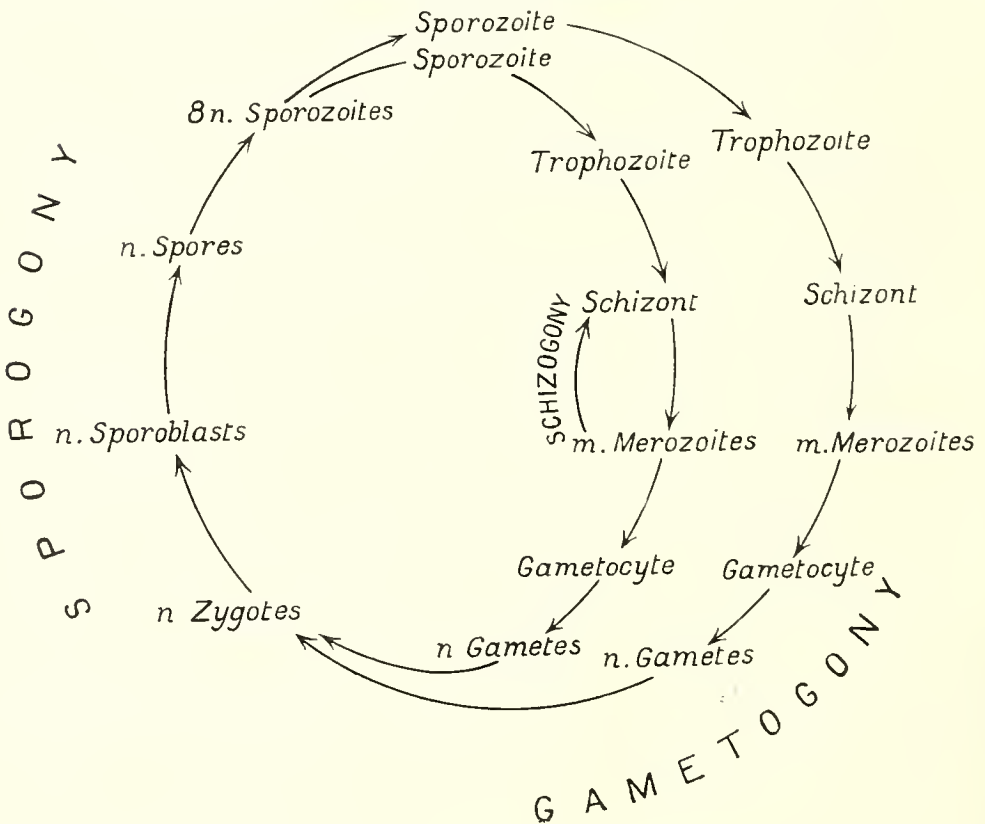 Sporozoite
Sporozoite
8n. Sporozoites
Trophozoite
Trophozoite
n. Spores
Schizont
Schizont
SCHIZOGONY
n. Sporoblasts
m. Merozoites
m. Merozoites
Gametocyte
Gametocyte
n Zygotes
n Gametes
n. Gametes
SPOROGONY
GAMETOGONY